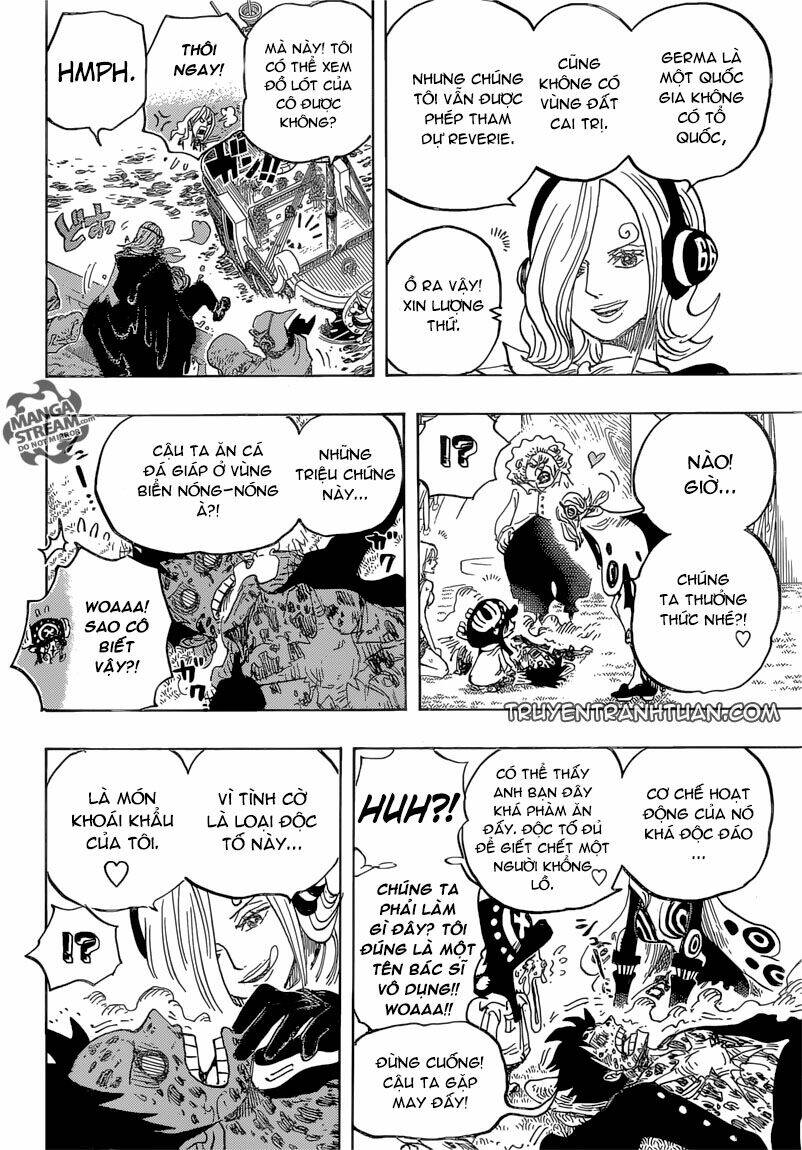 GERMA LÀ
MỘT QUỐC
GIA KHÔNG
CÓ TỔ
QUỐC,
CŨNG
KHÔNG CÓ
VÙNG ĐẤT
CAI TRỊ.
NHƯNG CHÚNG
TÔI VẪN ĐƯỢC
PHÉP THAM
DỰ REVERIE.
66
Ồ RA VẬY!
XIN LƯỢNG
THỨ.
MÀ NÀY! TÔI
CÓ THỂ XEM
ĐỒ LÓT CỦA
CÔ ĐƯỢC
KHÔNG?
THÔI
NGAY!
HMPH.
NÀO!
GIỜ...
CHÚNG
TA THƯỞNG
THỨC NHÉ?!
♡
!?
NHỮNG
TRIỆU CHỨNG
NÀY...
CẬU TA ĂN CÁ
ĐÁ GIÁP Ở VÙNG
BIỂN NÓNG-NÓNG
À?!
WOAAA!
SAO CÔ
BIẾT
VẬY?!
MANGA
STREAM.com
DO NOT MIRROR!
TRUYENTRANHTUAN.COM
CƠ CHẾ HOẠT
ĐỘNG CỦA NÓ
KHÁ ĐỘC ĐÁO
...
CÓ THỂ THẤY
ANH BẠN ĐÂY
KHÁ PHÀM ĂN
ĐẤY. ĐỘC TỐ ĐỦ
ĐỂ GIẾT CHẾT MỘT
NGƯỜI KHỔNG
LỒ. ♡
HUH?!
CHÚNG TA
PHẢI LÀM
GÌ ĐÂY? TÔI
ĐÚNG LÀ MỘT
TÊN BÁC SĨ
VÔ DỤNG!!
WOAAA!!
ĐỪNG CUỐNG!
CẬU TA GẶP
MAY ĐẤY!
VÌ TÌNH CỜ
LÀ LOẠI ĐỘC
TỐ NÀY...
LÀ MÓN
KHOÁI KHẨU
CỦA TÔI.
♡
!?